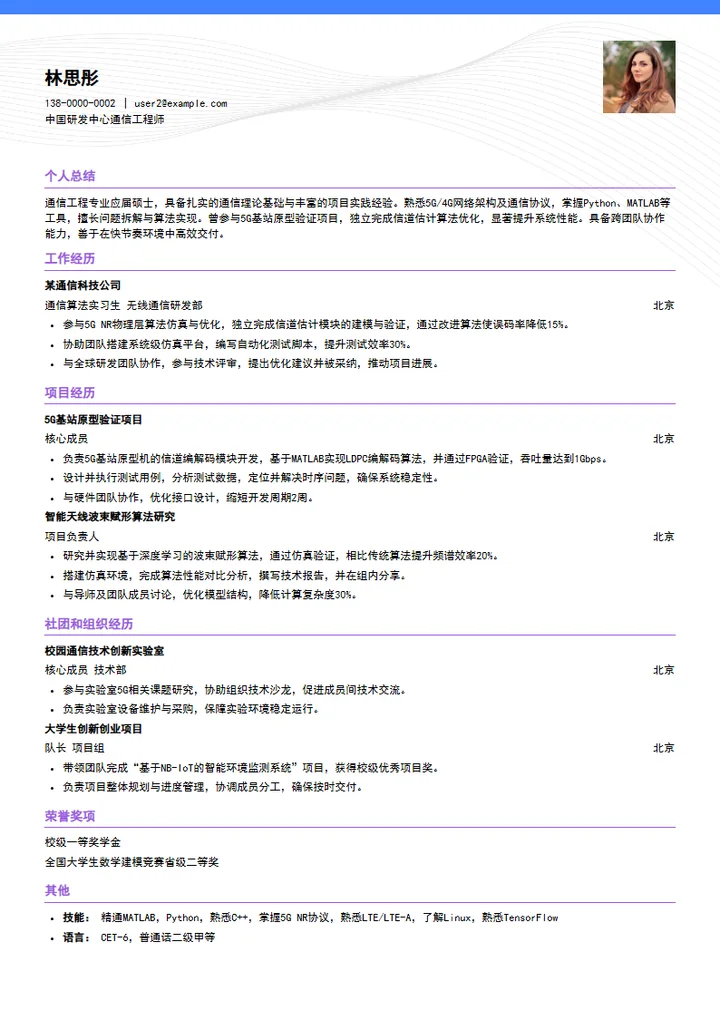 林思彤
138-0000-0002 | user2@example.com
中国研发中心通信工程师
个人总结
通信工程专业应届硕士，具备扎实的通信理论基础与丰富的项目实践经验。熟悉5G/4G网络架构及通信协议，掌握Python、MATLAB等
工具，擅长问题拆解与算法实现。曾参与5G基站原型验证项目，独立完成信道估计算法优化，显著提升系统性能。具备跨团队协作
能力，善于在快节奏环境中高效交付。
工作经历
某通信科技公司
通信算法实习生 无线通信研发部 北京
• 参与5G NR物理层算法仿真与优化，独立完成信道估计模块的建模与验证，通过改进算法使误码率降低15%。
• 协助团队搭建系统级仿真平台，编写自动化测试脚本，提升测试效率30%。
• 与全球研发团队协作，参与技术评审，提出优化建议并被采纳，推动项目进展。
项目经历
5G基站原型验证项目
核心成员 北京
• 负责5G基站原型机的信道编解码模块开发，基于MATLAB实现LDPC编解码算法，并通过FPGA验证，吞吐量达到1Gbps。
• 设计并执行测试用例，分析测试数据，定位并解决时序问题，确保系统稳定性。
• 与硬件团队协作，优化接口设计，缩短开发周期2周。
智能天线波束赋形算法研究
项目负责人 北京
• 研究并实现基于深度学习的波束赋形算法，通过仿真验证，相比传统算法提升频谱效率20%。
• 搭建仿真环境，完成算法性能对比分析，撰写技术报告，并在组内分享。
• 与导师及团队成员讨论，优化模型结构，降低计算复杂度30%。
社团和组织经历
校园通信技术创新实验室
核心成员 技术部 北京
• 参与实验室5G相关课题研究，协助组织技术沙龙，促进成员间技术交流。
• 负责实验室设备维护与采购，保障实验环境稳定运行。
大学生创新创业项目
队长 项目组 北京
• 带领团队完成“基于NB-IoT的智能环境监测系统”项目，获得校级优秀项目奖。
• 负责项目整体规划与进度管理，协调成员分工，确保按时交付。
荣誉奖项
校级一等奖学金
全国大学生数学建模竞赛省级二等奖
其他
• 技能： 精通MATLAB，Python，熟悉C++，掌握5G NR协议，熟悉LTE/LTE-A，了解Linux，熟悉TensorFlow
• 语言： CET-6，普通话二级甲等